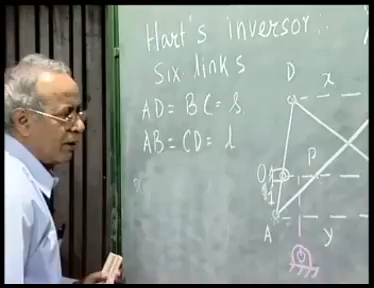 Hart's inversor :
Six links
AD = BC = s
AB = CD = l
D
x
P
A
y